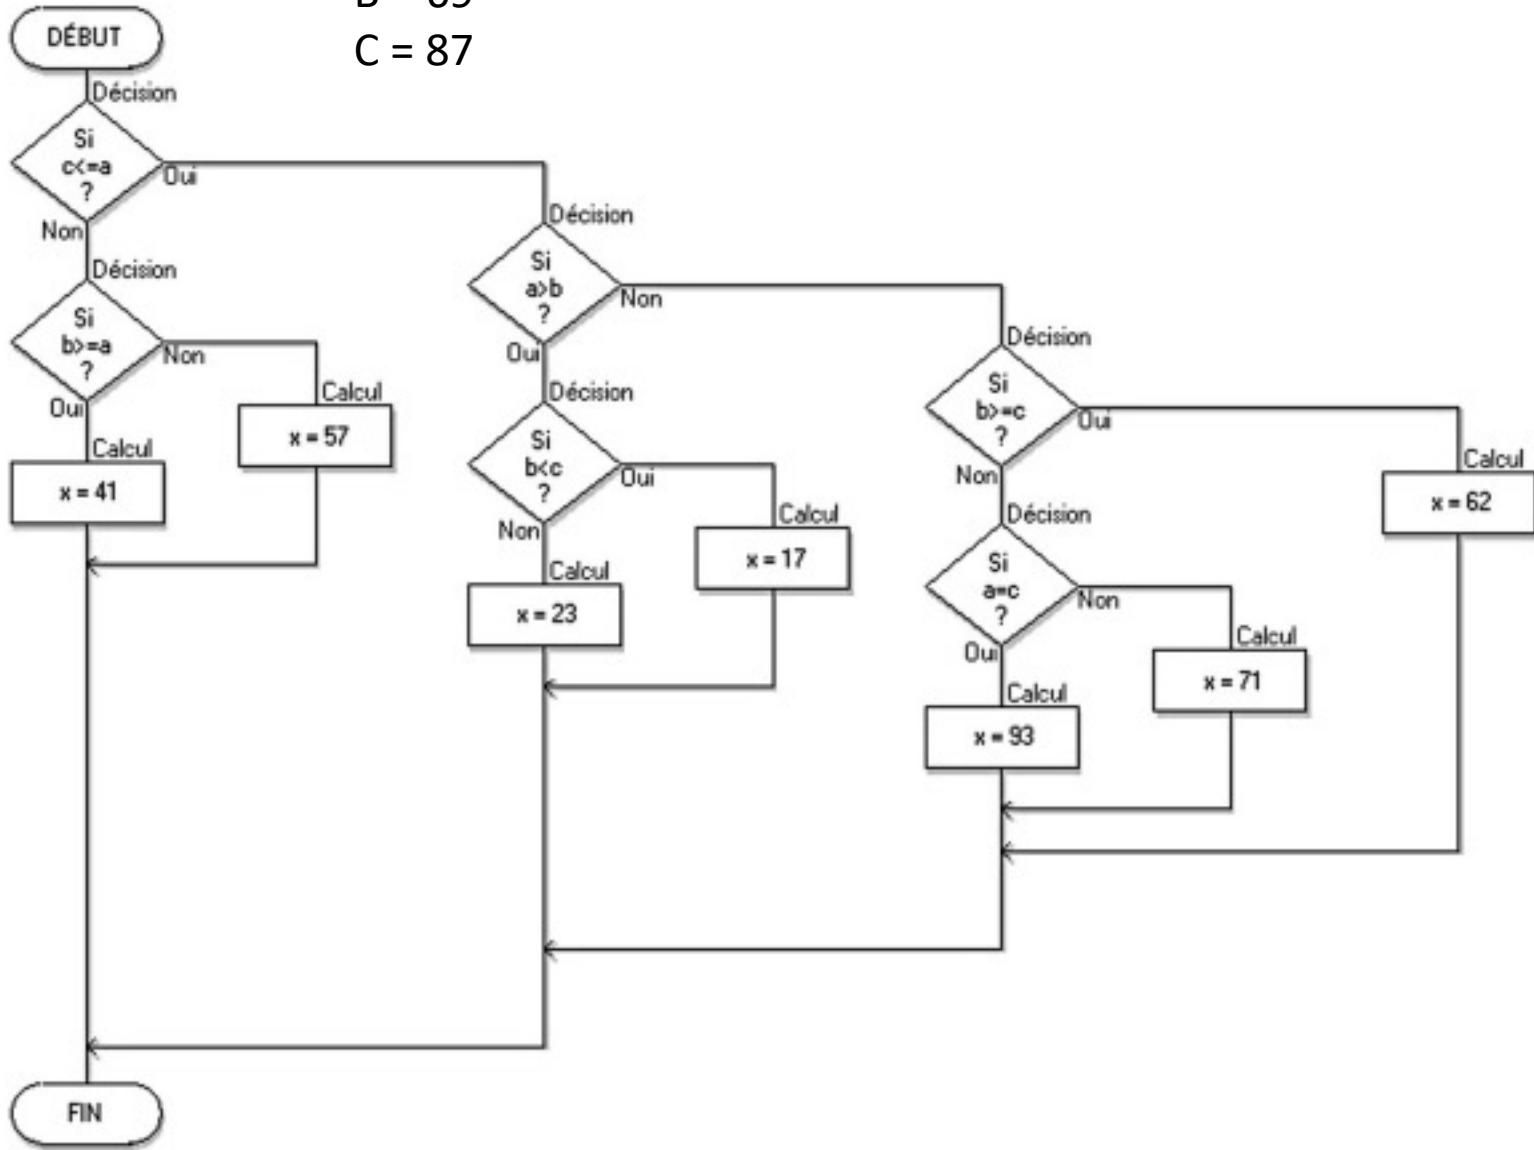 C = 87
DÉBUT
Décision
Si
c<=a
?
Oui
Non
Décision
Si
b>=a
?
Non
Oui
Calcul
x = 57
Calcul
x = 41
Décision
Si
a>b
?
Non
Oui
Décision
Si
b<c
?
Oui
Non
Calcul
x = 17
Calcul
x = 23
Décision
Si
b>=c
?
Oui
Non
Calcul
x = 62
Décision
Si
a=c
?
Non
Oui
Calcul
x = 71
Calcul
x = 93
FIN